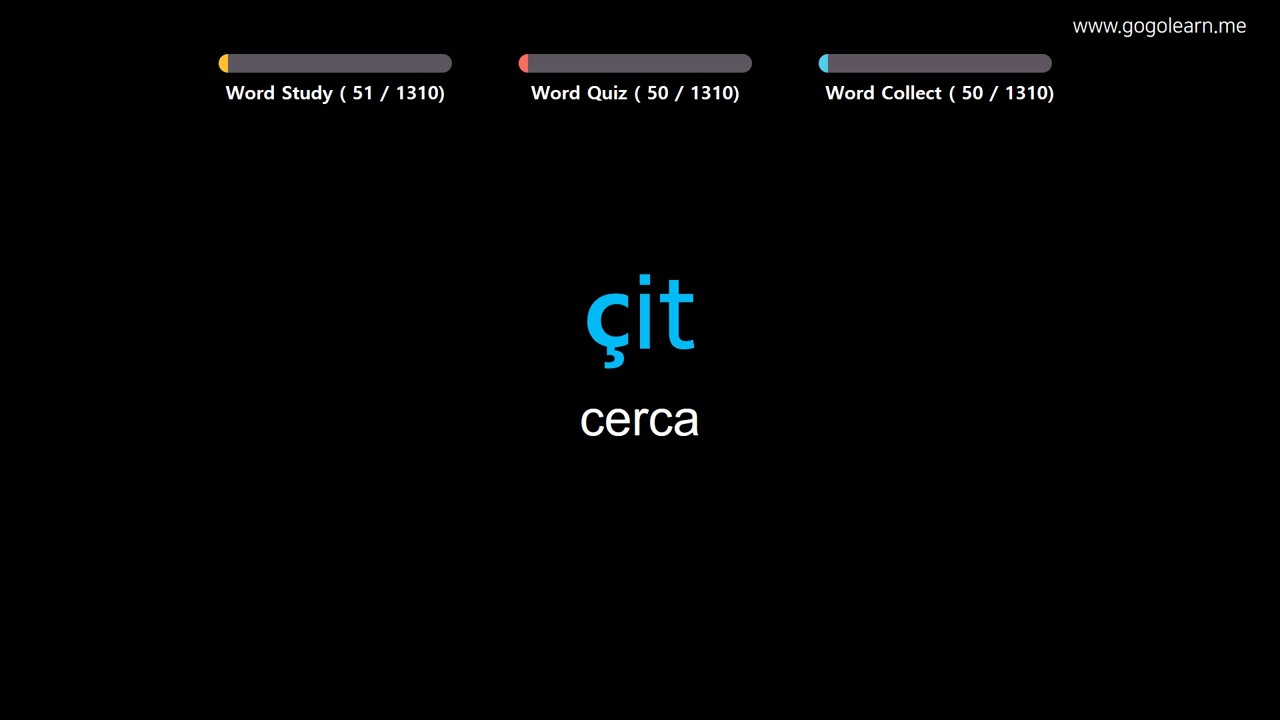 www.gogolearn.me
Word Study ( 51 / 1310)
Word Quiz ( 50 / 1310)
Word Collect ( 50 / 1310)
çit
cerca